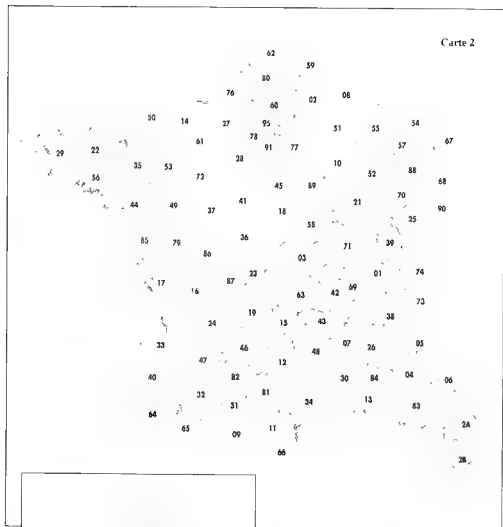 Carte 2
62
59
80
76 60 02 08
50 14 27 95 51 55 54
61 78 91 77 57 67
29 22 35 53 28 10 52 88
56 72 45 89 70 68
44 49 37 41 18 21 25 90
58
85 79 86 36 03 71 39
17 16 87 23 63 42 69 01 74
73
24 19 15 43 38
33 46 48 07 26 05
47 12
40 82 30 84 04 06
32 31 81 34 13 83
64
65 09 11 2A
66 2B